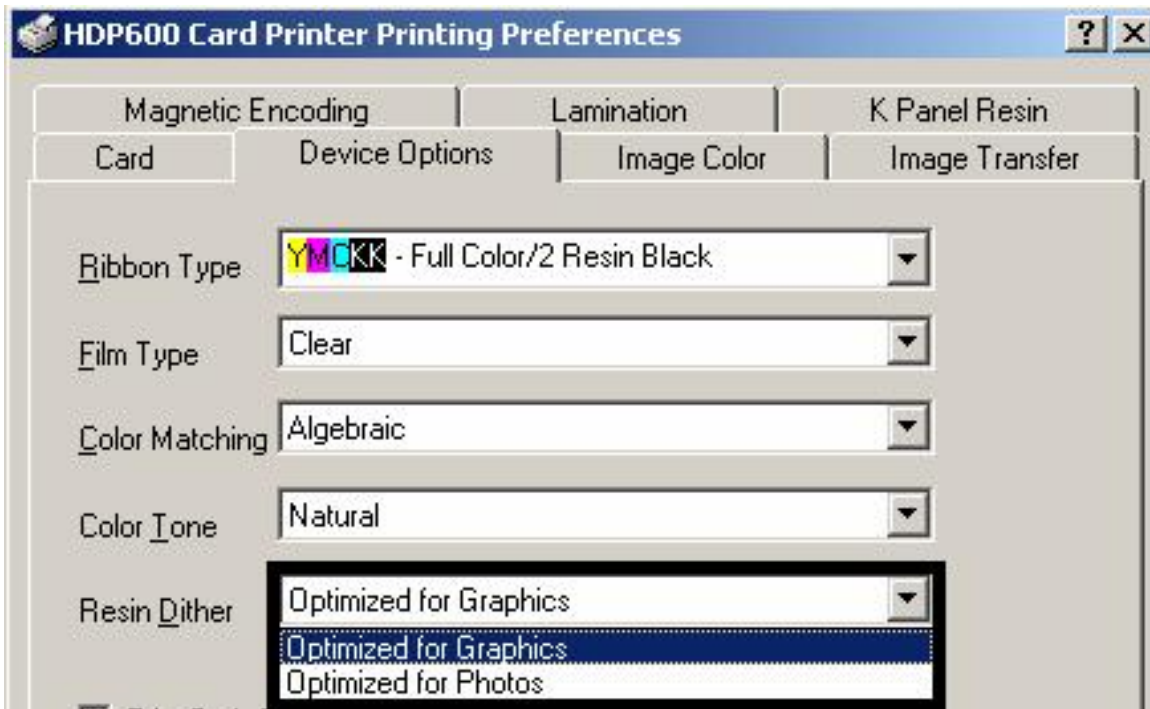 HDP600 Card Printer Printing Preferences
Magnetic Encoding Lamination K Panel Resin
Card Device Options Image Color Image Transfer
Ribbon Type YMCKK - Full Color/2 Resin Black
Film Type Clear
Color Matching Algebraic
Color Tone Natural
Resin Dither Optimized for Graphics
Optimized for Graphics
Optimized for Photos